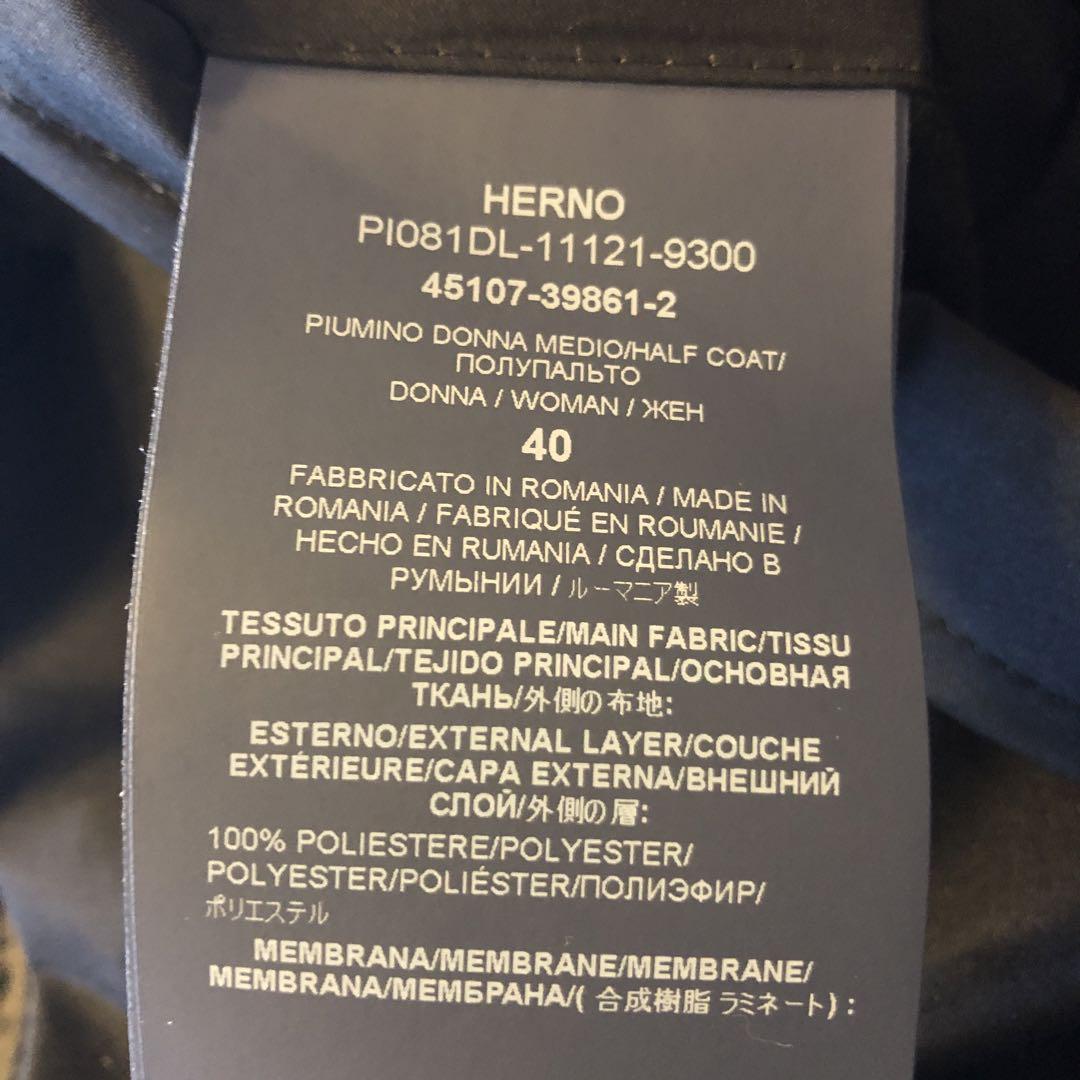 HERNO
PI081DL-11121-9300
45107-39861-2
PIUMINO DONNA MEDIO/HALF COAT/
ПОЛУПАЛЬТО
DONNA / WOMAN / ЖЕН
40
FABBRICATO IN ROMANIA / MADE IN
ROMANIA / FABRIQUÉ EN ROUMANIE /
HECHO EN RUMANIA / СДЕЛАНО В
РУМЫНИИ / ルーマニア製
TESSUTO PRINCIPALE/MAIN FABRIC/TISSU
PRINCIPAL/TEJIDO PRINCIPAL/ОСНОВНАЯ
ТКАНЬ/外側の布地:
ESTERNO/EXTERNAL LAYER/COUCHE
EXTÉRIEURE/CAPA EXTERNA/ВНЕШНИЙ
СЛОЙ/外側の層:
100% POLIESTERE/POLYESTER/
POLYESTER/POLIÉSTER/ПОЛИЭФИР/
ポリエステル
MEMBRANA/MEMBRANE/MEMBRANE/
MEMBRANA/МЕМБРАНА/( 合成樹脂 ラミネート) :